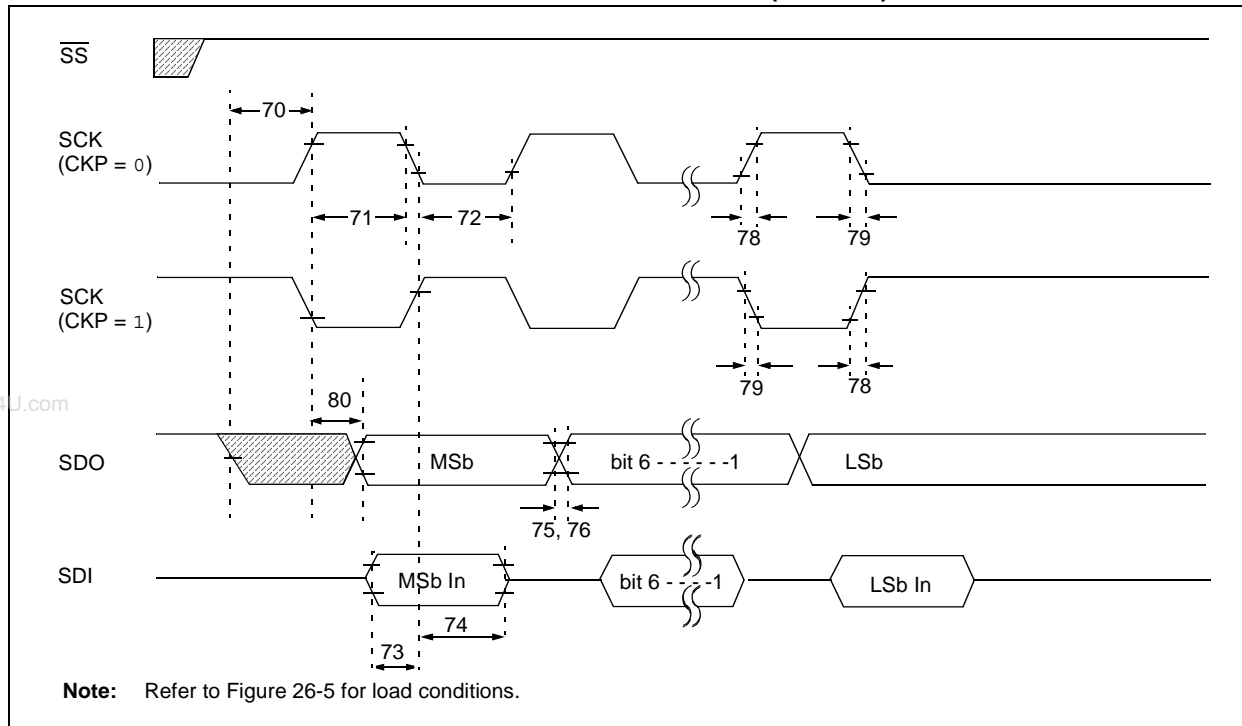 SS
70
SCK
(CKP = 0)
71
72
78
79
SCK
(CKP = 1)
79
78
4U.com
80
SDO
MSb
bit 6 - - - - - -1
LSb
75, 76
SDI
MSb In
bit 6 - - - -1
LSb In
74
73
Note: Refer to Figure 26-5 for load conditions.